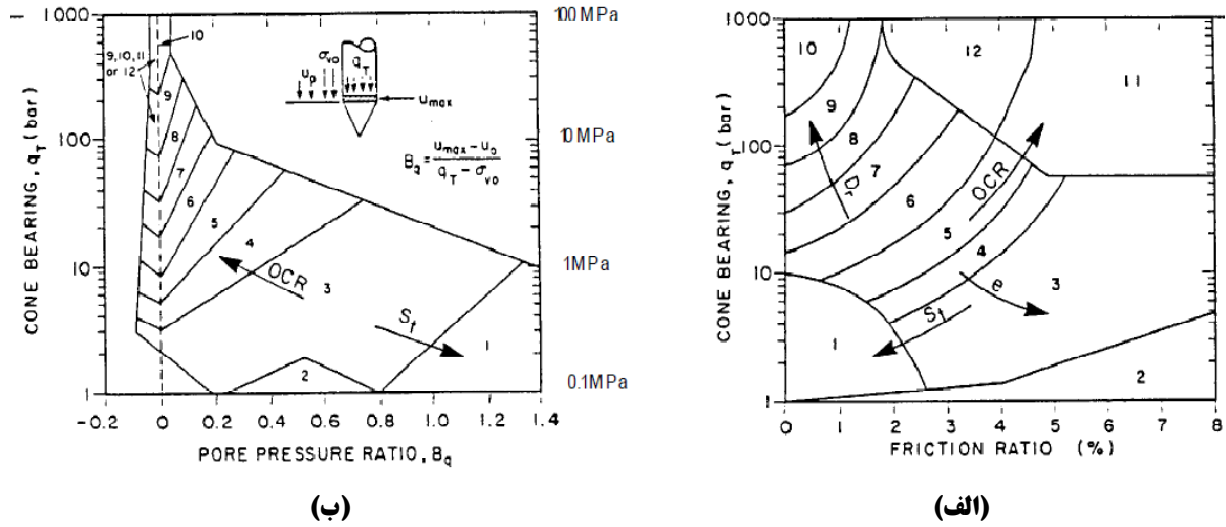 1 000
100
10
1
CONE BEARING, qT (bar)
-0.2
0
0.2
0.4
0.6
0.8
1.0
1.2
1.4
PORE PRESSURE RATIO, Bq
100 MPa
10 MPa
1MPa
0.1MPa
10
9, 10, 11
or 12
9
8
7
6
5
4
3
2
1
OCR
St
σvo
qT
umax
Bq = umax - uo / qT - σvo
(ب)
1000
100
10
1
CONE BEARING, qT (bar)
0
1
2
3
4
5
6
7
8
FRICTION RATIO (%)
10
12
11
9
8
7
6
5
4
3
1
2
Dr
OCR
e
St
(الف)